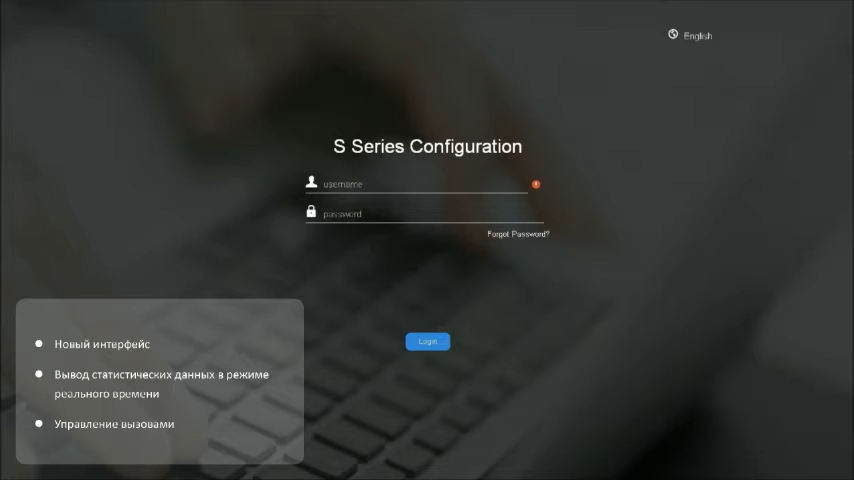 English
S Series Configuration
username
password
Forgot Password?
Login
Новый интерфейс
Вывод статистических данных в режиме
реального времени
Управление вызовами